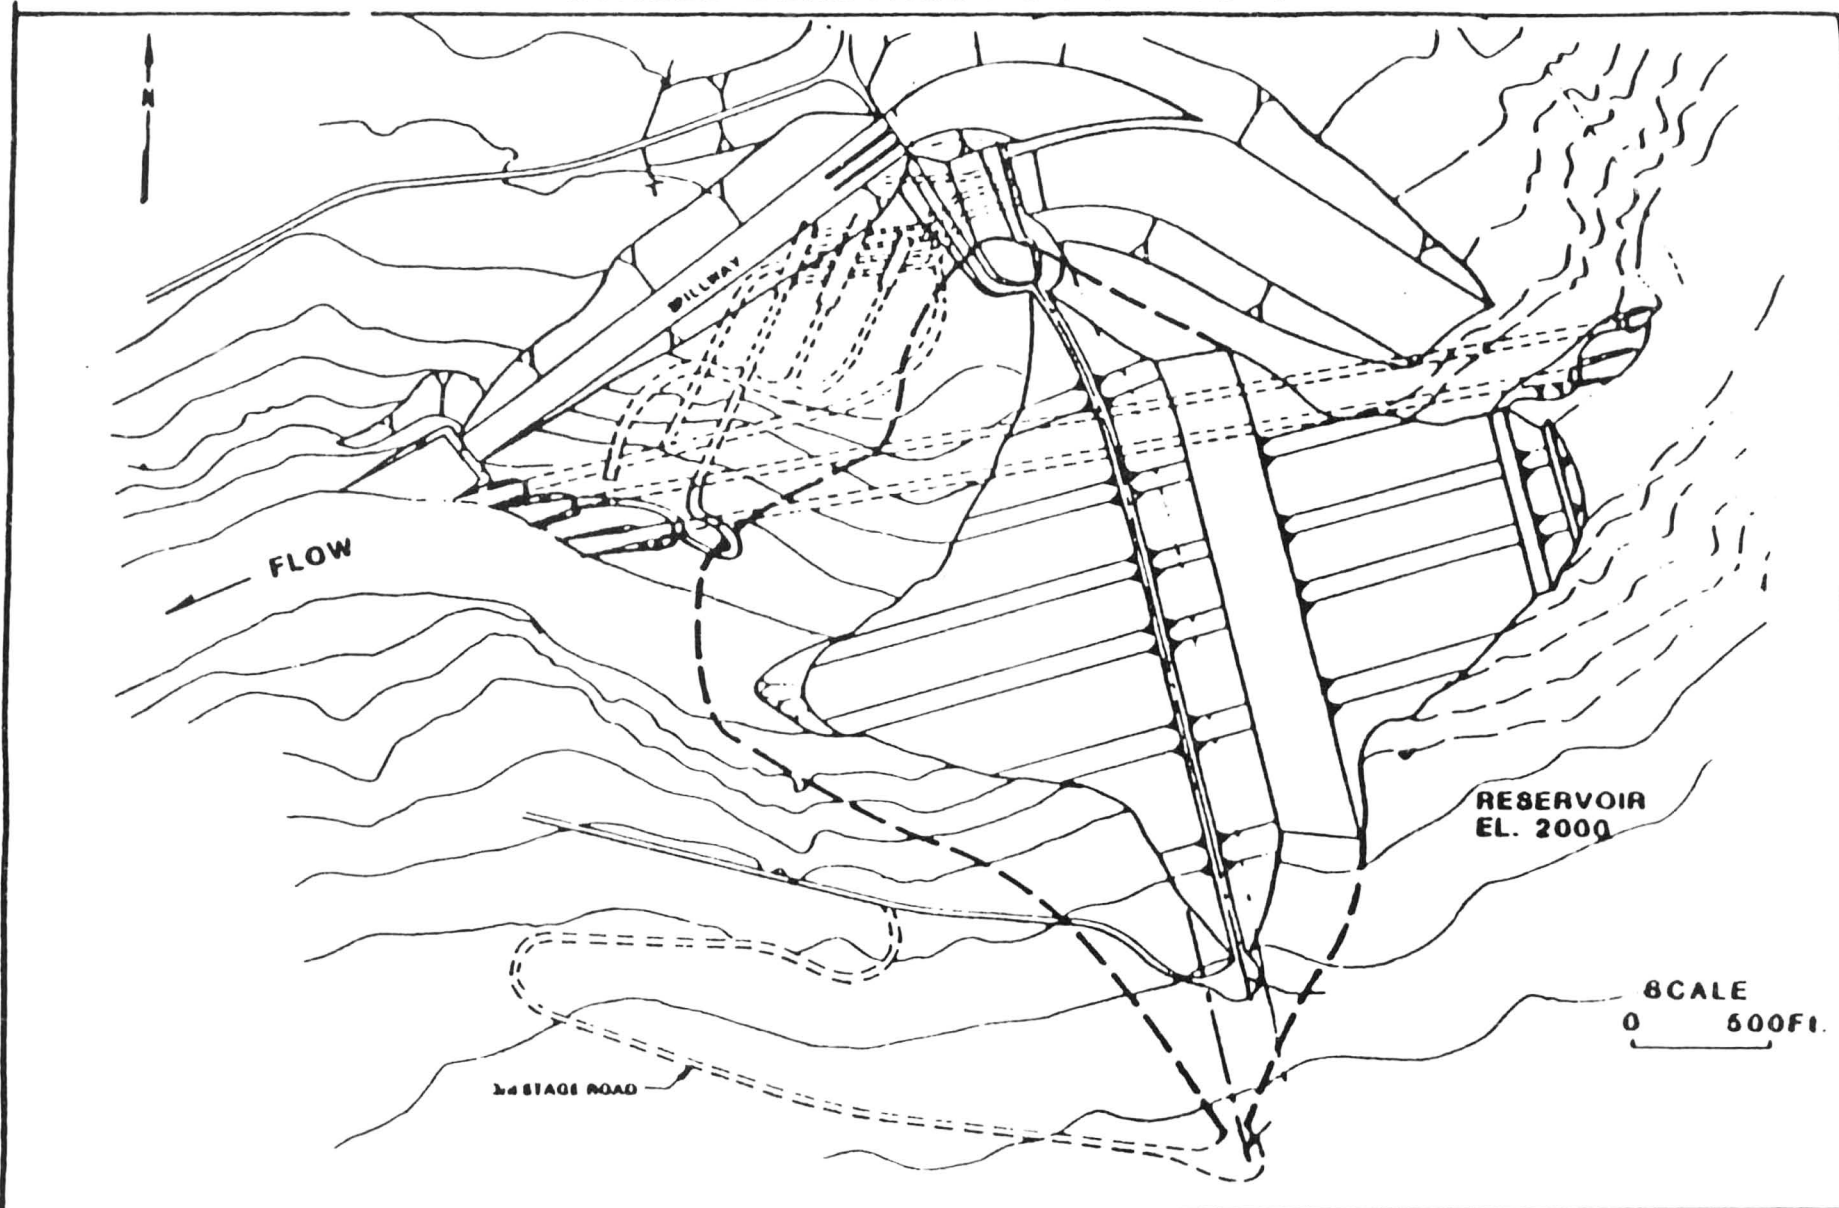 N
SPILLWAY
FLOW
RESERVOIR
EL. 2000
SCALE
0 500Ft.
2nd STAGE ROAD